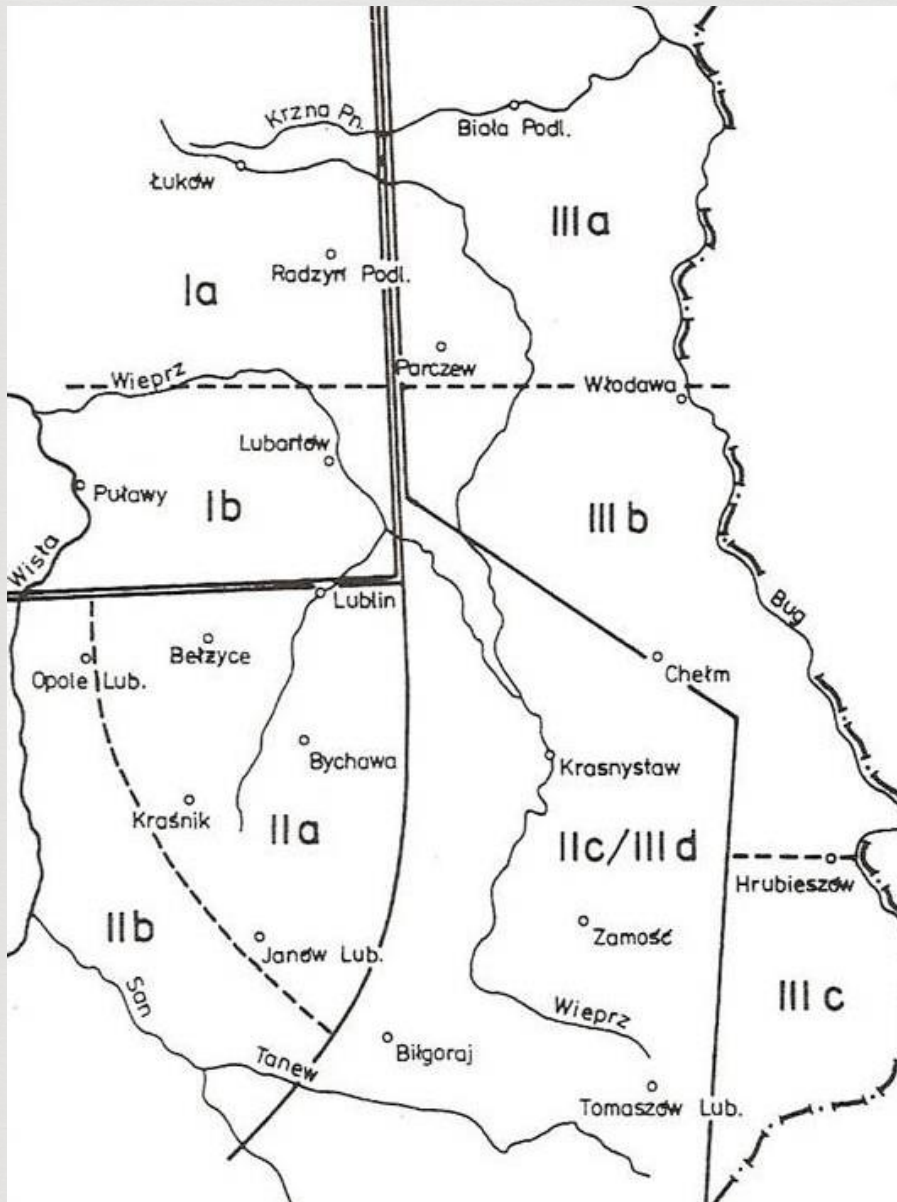 Krzna Pn.
Biała Podl.
Łuków
IIIa
Radzyń Podl.
Ia
Parczew
Wieprz
Włodawa
Lubartów
Puławy
Ib
IIIb
Wisła
Lublin
Bug
Bełżyce
Opole Lub.
Chełm
Bychawa
Krasnystaw
Kraśnik
IIa
IIc/IIId
Hrubieszów
IIb
Janów Lub.
Zamość
San
Wieprz
IIIc
Tanew
Biłgoraj
Tomaszów Lub.